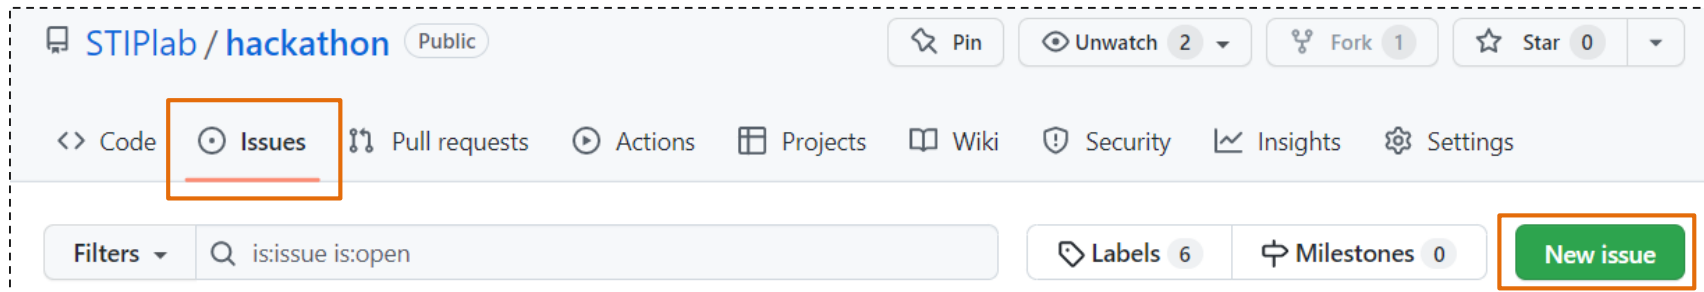 STIPlab / hackathon Public Pin Unwatch 2 Fork 1 Star 0
Code Issues Pull requests Actions Projects Wiki Security Insights Settings
Filters is:issue is:open Labels 6 Milestones 0 New issue